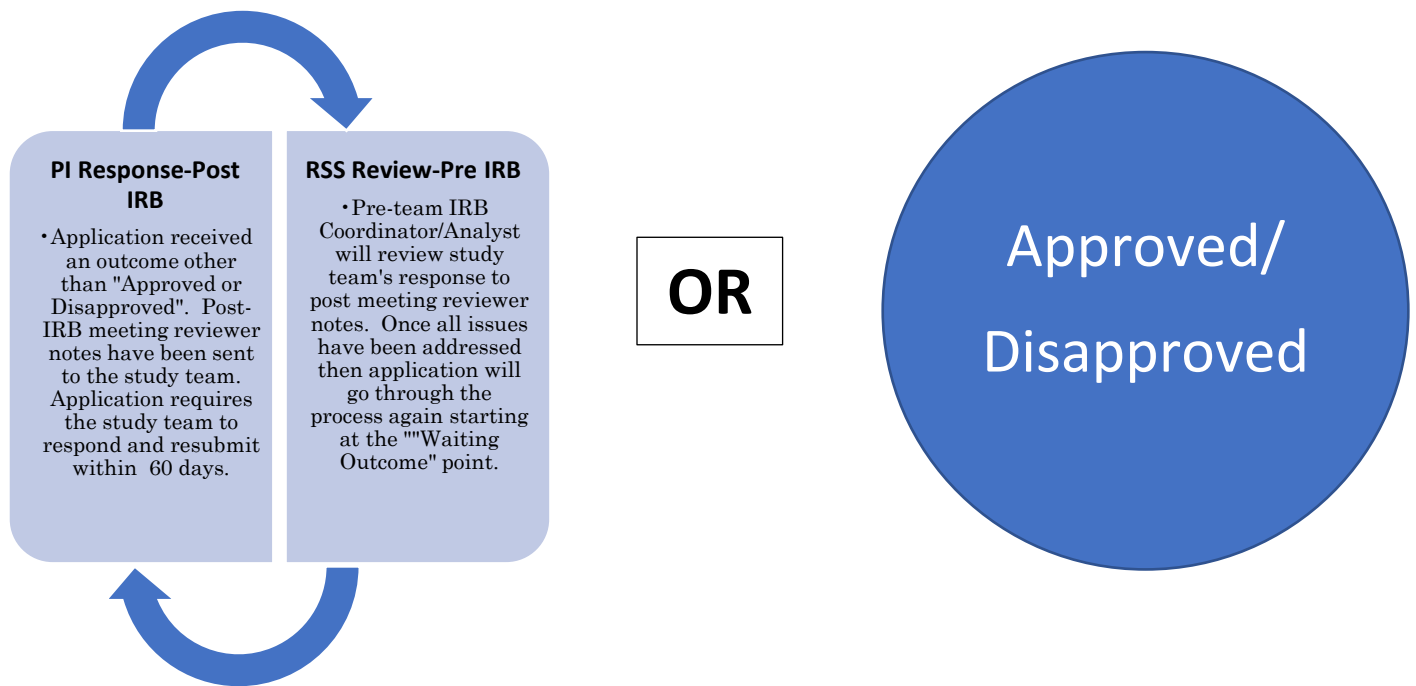 PI Response-Post
IRB
•Application received
an outcome other
than "Approved or
Disapproved".  Post-
IRB meeting reviewer
notes have been sent
to the study team.
Application requires
the study team to
respond and resubmit
within  60 days.
RSS Review-Pre IRB
•Pre-team IRB
Coordinator/Analyst
will review study
team's response to
post meeting reviewer
notes.  Once all issues
have been addressed
then application will
go through the
process again starting
at the ""Waiting
Outcome" point.
OR
Approved/
Disapproved